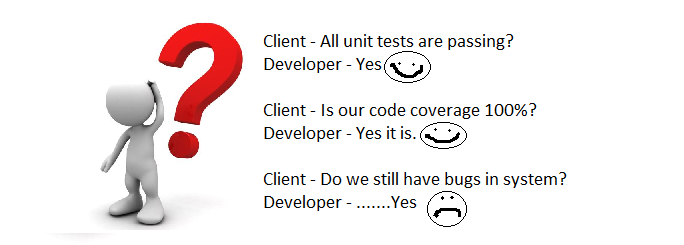 Client - All unit tests are passing?
Developer - Yes
Client - Is our code coverage 100%?
Developer - Yes it is.
Client - Do we still have bugs in system?
Developer - .......Yes